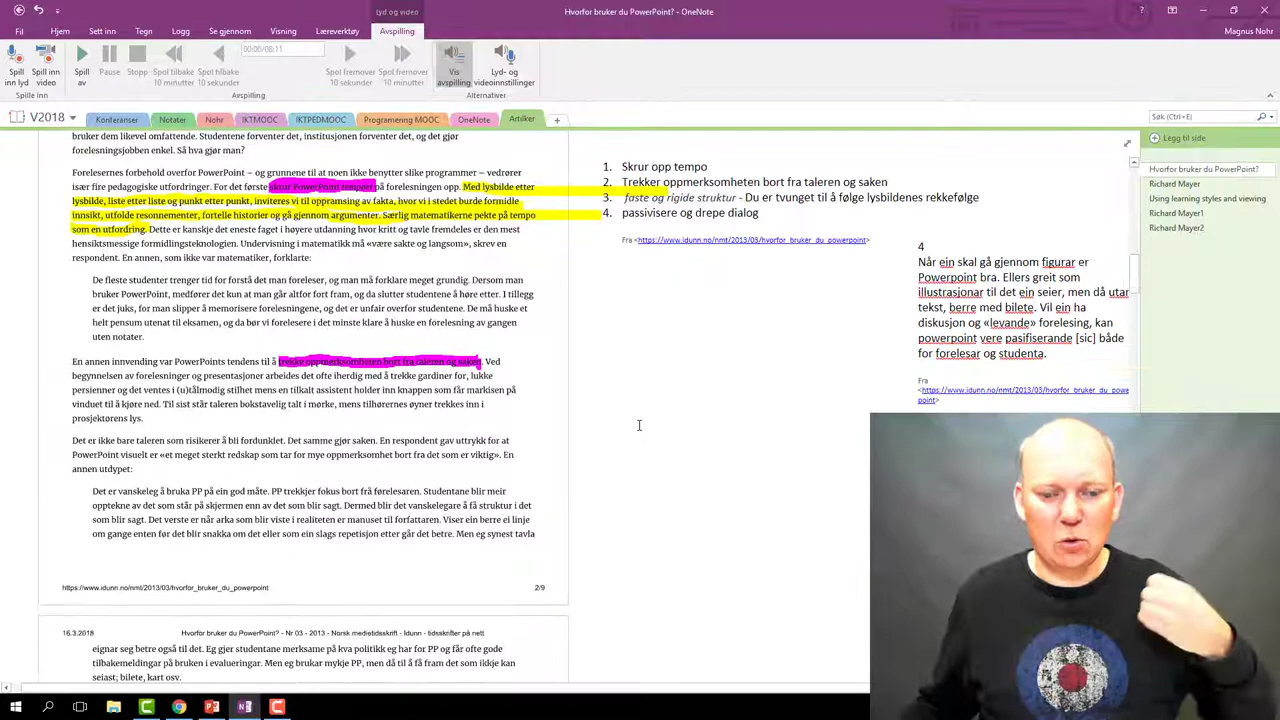 Lyd og video
Hvorfor bruker du PowerPoint? - OneNote
Fil
Hjem
Sett inn
Tegn
Logg
Se gjennom
Visning
Læreverktøy
Avspilling
Magnus Nohr
00:00/08:11
Spill inn lyd
Spill inn video
Spill av
Pause
Stopp
Spol tilbake 10 minutter
Spol tilbake 10 sekunder
Spol fremover 10 sekunder
Spol fremover 10 minutter
Vis avspilling
Lyd- og videoinnstillinger
Spille inn
Avspilling
Alternativer
V2018
Konferanser
Notater
Nohr
IKTMOOC
IKTPEDMOOC
Programering MOOC
OneNote
Artilker
Søk (Ctrl+E)
bruker dem likevel omfattende. Studentene forventer det, institusjonen forventer det, og det gjør
forelesningsjobben enkel. Så hva gjør man?
Forelesernes forbehold overfor PowerPoint – og grunnene til at noen ikke benytter slike programmer – vedrører
især fire pedagogiske utfordringer. For det første skrur PowerPoint tempoet på forelesningen opp. Med lysbilde etter
lysbilde, liste etter liste og punkt etter punkt, inviteres vi til oppramsing av fakta, hvor vi i stedet burde formidle
innsikt, utfolde resonnementer, fortelle historier og gå gjennom argumenter. Særlig matematikerne pekte på tempo
som en utfordring. Dette er kanskje det eneste faget i høyere utdanning hvor kritt og tavle fremdeles er den mest
hensiktsmessige formidlingsteknologien. Undervisning i matematikk må «være sakte og langsom», skrev en
respondent. En annen, som ikke var matematiker, forklarte:
De fleste studenter trenger tid for forstå det man foreleser, og man må forklare meget grundig. Dersom man
bruker PowerPoint, medfører det kun at man går altfor fort fram, og da slutter studentene å høre etter. I tillegg
er det juks, for man slipper å memorisere forelesningene, og det er unfair overfor studentene. De må huske et
helt pensum utenat til eksamen, og da bør vi forelesere i det minste klare å huske en forelesning av gangen
uten notater.
En annen innvending var PowerPoints tendens til å trekke oppmerksomheten bort fra taleren og saken. Ved
begynnelsen av forelesninger og presentasjoner arbeides det ofte iherdig med å trekke gardiner for, lukke
persienner og det ventes i (u)tålmodig stilhet mens en tilkalt assistent holder inn knappen som får markisen på
vinduet til å kjøre ned. Til sist står taleren bokstavelig talt i mørke, mens tilhørernes øyner trekkes inn i
prosjektørens lys.
Det er ikke bare taleren som risikerer å bli fordunklet. Det samme gjør saken. En respondent gav uttrykk for at
PowerPoint visuelt er «et meget sterkt redskap som tar for mye oppmerksomhet bort fra det som er viktig». En
annen utdypet:
Det er vanskeleg å bruka PP på ein god måte. PP trekkjer fokus bort frå førelesaren. Studentane blir meir
opptekne av det som står på skjermen enn av det som blir sagt. Dermed blir det vanskelegare å få struktur i det
som blir sagt. Det verste er når arka som blir viste i realiteten er manuset til forfattaren. Viser ein berre ei linje
om gange enten før det blir snakka om det eller som ein slags repetisjon etter går det betre. Men eg synest tavla
https://www.idunn.no/nmt/2013/03/hvorfor_bruker_du_powerpoint
2/9
16.3.2018
Hvorfor bruker du PowerPoint? - Nr 03 - 2013 - Norsk medietidsskrift - Idunn - tidsskrifter på nett
eignar seg betre også til det. Eg gjer studentane merksame på kva politikk eg har for PP og får ofte gode
tilbakemeldingar på bruken i evalueringar. Men eg brukar mykje PP, men då til å få fram det som ikkje kan
seiast; bilete, kart osv.
1. Skrur opp tempo
2. Trekker oppmerksomheten bort fra taleren og saken
3. faste og rigide struktur - Du er tvunget til å følge lysbildenes rekkefølge
4. passivisere og drepe dialog
Fra <https://www.idunn.no/nmt/2013/03/hvorfor_bruker_du_powerpoint>
4
Når ein skal gå gjennom figurar er
Powerpoint bra. Ellers greit som
illustrasjonar til det ein seier, men då utan
tekst, berre med bilete. Vil ein ha
diskusjon og «levande» forelesing, kan
powerpoint vere pasifiserande [sic] både
for forelesar og studenta.
Fra
<https://www.idunn.no/nmt/2013/03/hvorfor_bruker_du_powe
point>
Legg til side
Hvorfor bruker du PowerPoint?
Richard Mayer
Using learning styles and viewing
Richard Mayer1
Richard Mayer2